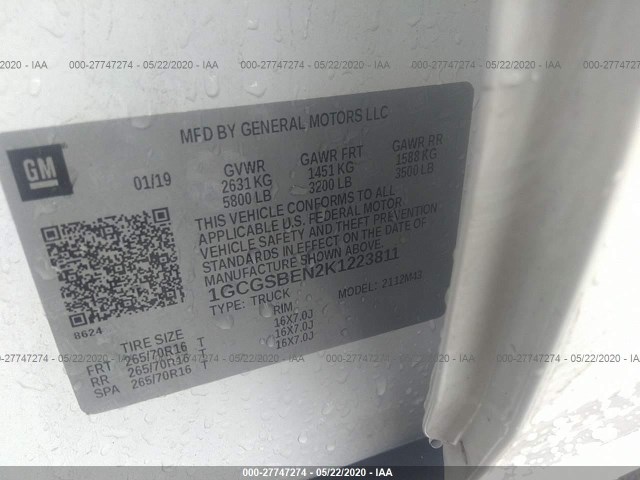 000-27747274 - 05/22/2020 - IAA
MFD BY GENERAL MOTORS LLC
GM
01/19
GVWR
2631 KG
5800 LB
GAWR FRT
1451 KG
3200 LB
GAWR RR
1588 KG
3500 LB
THIS VEHICLE CONFORMS TO ALL
APPLICABLE U.S. FEDERAL MOTOR
VEHICLE SAFETY AND THEFT PREVENTION
STANDARDS IN EFFECT ON THE DATE OF
MANUFACTURE SHOWN ABOVE.
1GCGSBEN2K1223811
TYPE: TRUCK
MODEL: 2112M43
8624
TIRE SIZE
RIM
FRT 265/70R16 T 16X7.0J
RR 265/70R16 T 16X7.0J
SPA 265/70R16 T 16X7.0J
000-27747274 - 05/22/2020 - IAA